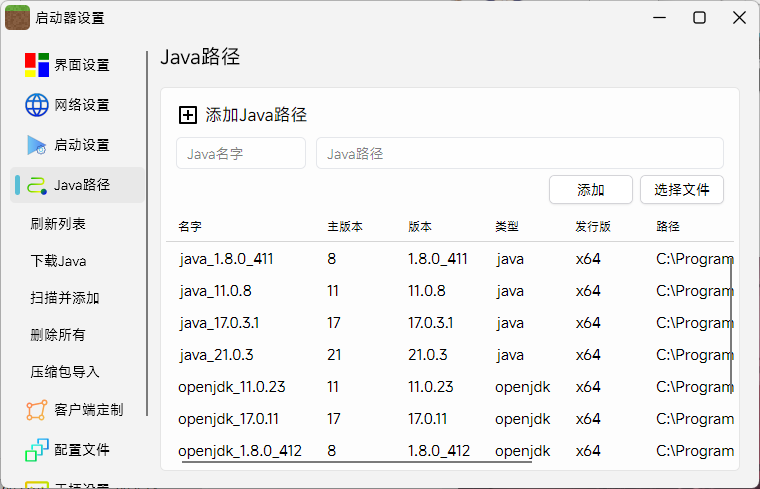 启动器设置
界面设置
网络设置
启动设置
Java路径
刷新列表
下载Java
扫描并添加
删除所有
压缩包导入
客户端定制
配置文件
Java路径
添加Java路径
Java名字 Java路径
添加 选择文件
名字 主版本 版本 类型 发行版 路径
java_1.8.0_411 8 1.8.0_411 java x64 C:\Program
java_11.0.8 11 11.0.8 java x64 C:\Program
java_17.0.3.1 17 17.0.3.1 java x64 C:\Program
java_21.0.3 21 21.0.3 java x64 C:\Program
openjdk_11.0.23 11 11.0.23 openjdk x64 C:\Program
openjdk_17.0.11 17 17.0.11 openjdk x64 C:\Program
openjdk_1.8.0_412 8 1.8.0_412 openjdk x64 C:\Program